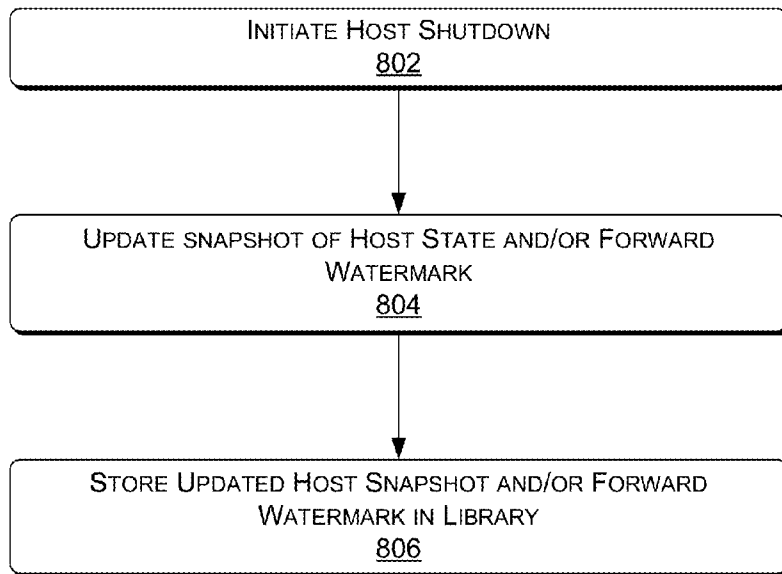 INITIATE HOST SHUTDOWN
802
UPDATE SNAPSHOT OF HOST STATE AND/OR FORWARD
WATERMARK
804
STORE UPDATED HOST SNAPSHOT AND/OR FORWARD
WATERMARK IN LIBRARY
806